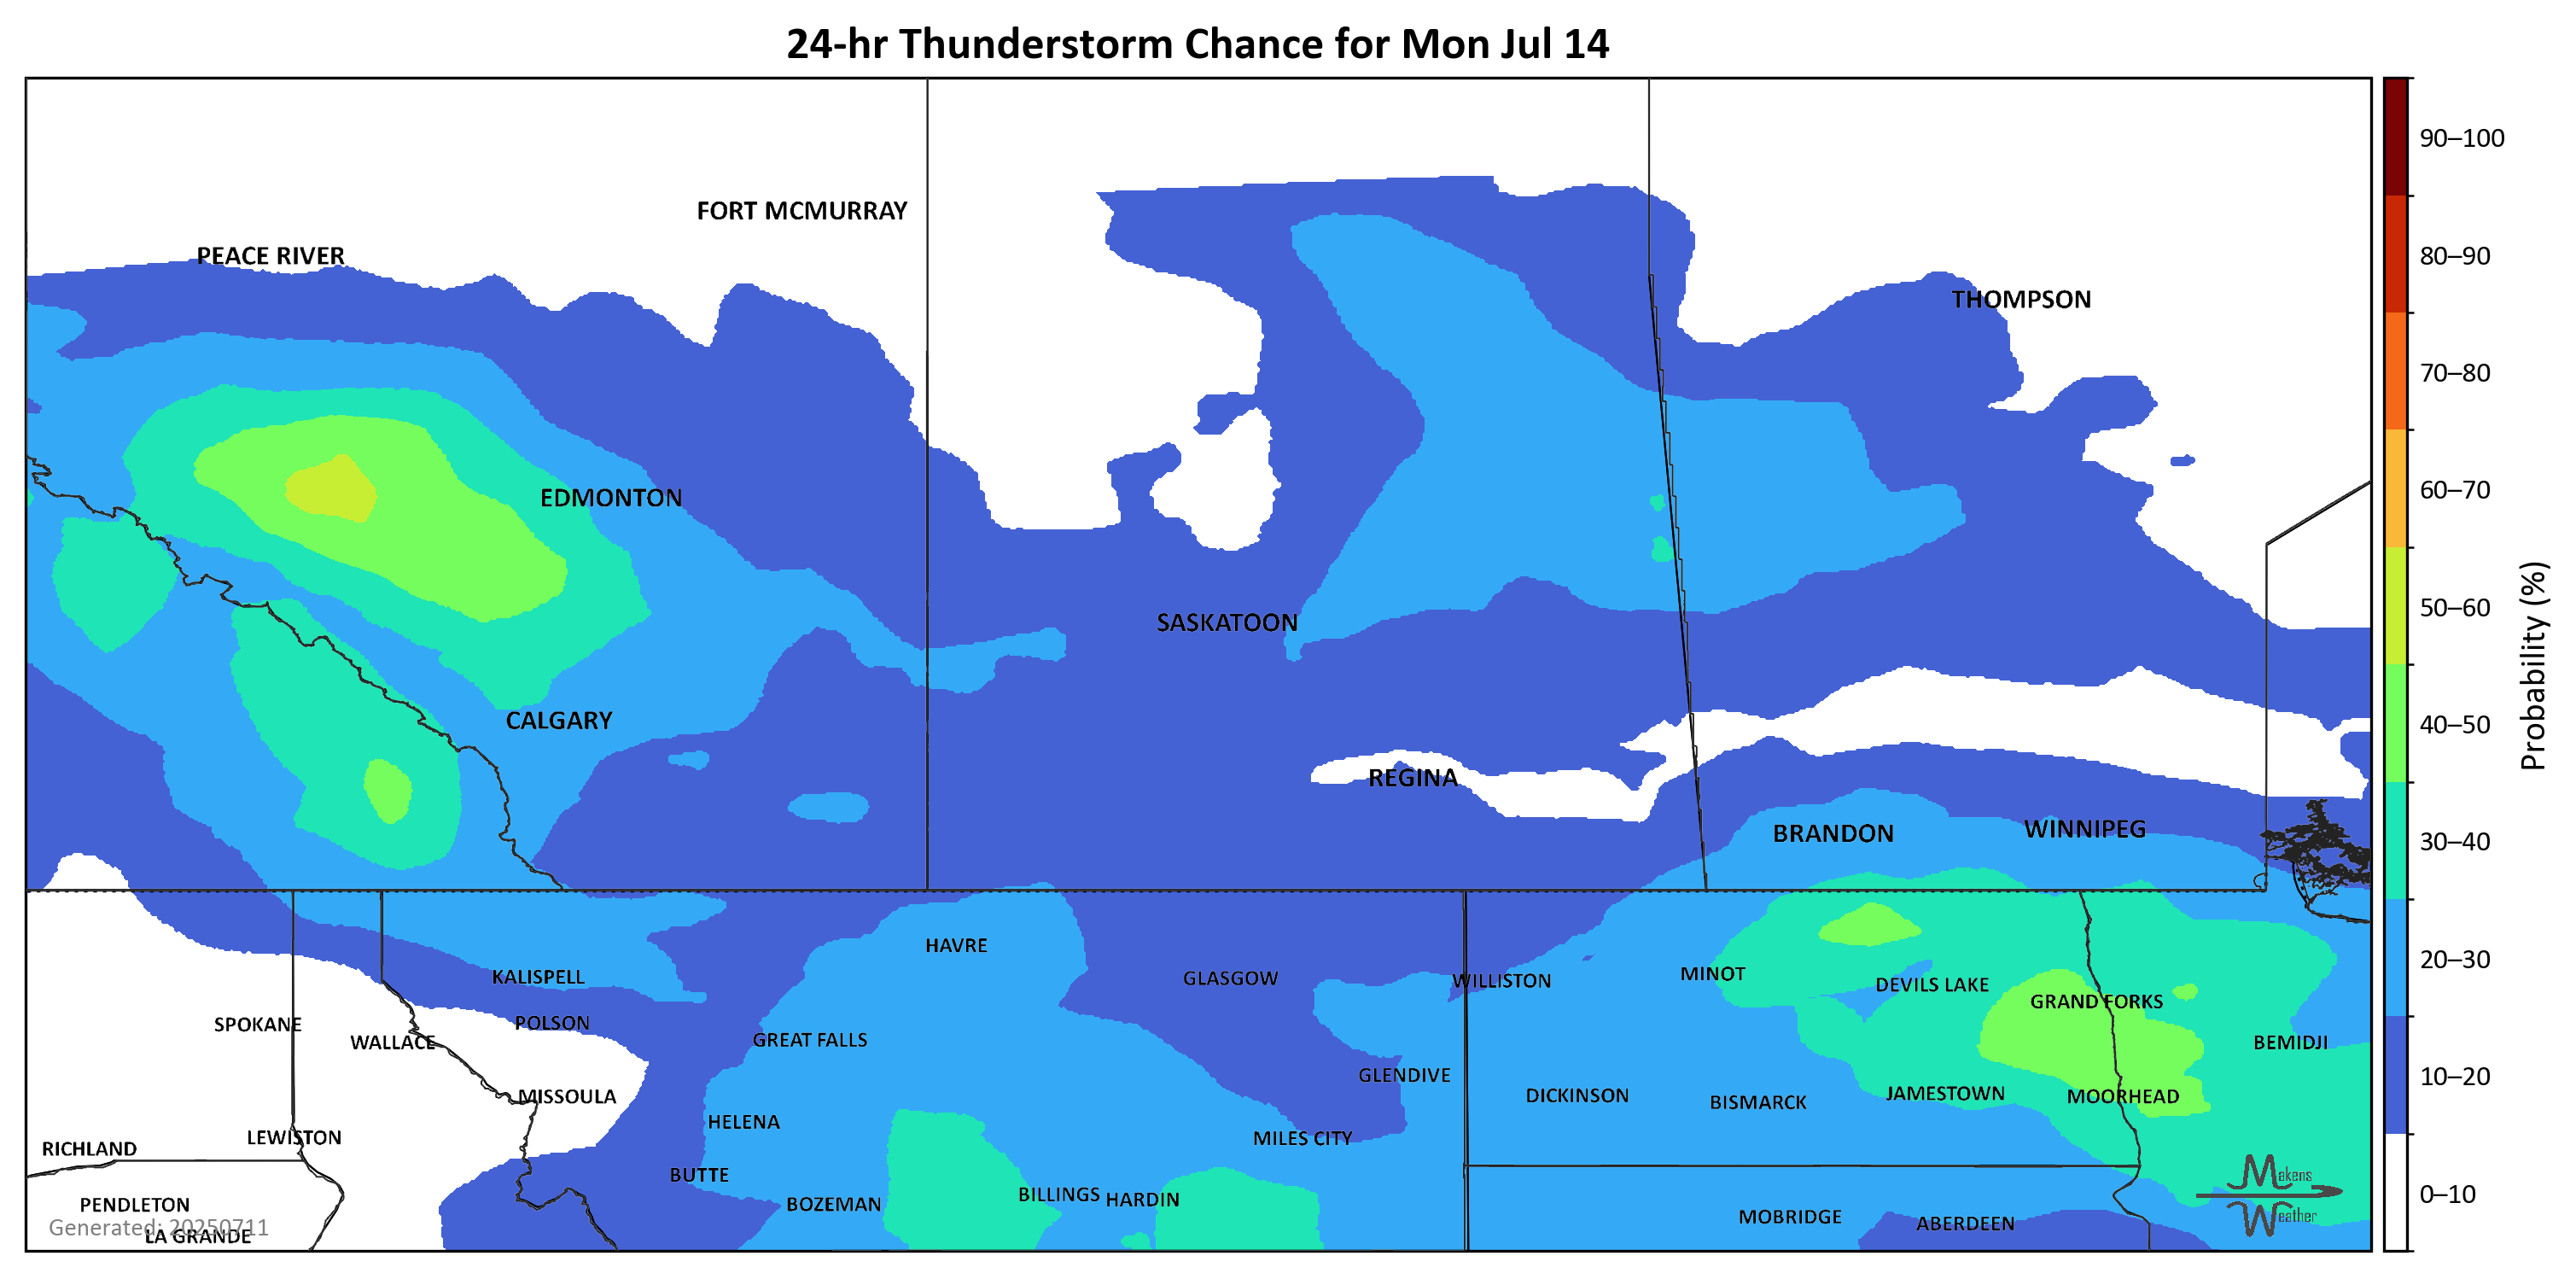 24-hr Thunderstorm Chance for Mon Jul 14
90–100
FORT MCMURRAY
PEACE RIVER
80–90
THOMPSON
70–80
60–70
EDMONTON
50–60
SASKATOON
Probability (%)
CALGARY
40–50
REGINA
BRANDON
WINNIPEG
30–40
HAVRE
20–30
KALISPELL
GLASGOW
WILLISTON
MINOT
DEVILS LAKE
GRAND FORKS
SPOKANE
POLSON
WALLACE
GREAT FALLS
BEMIDJI
GLENDIVE
10–20
MISSOULA
DICKINSON
BISMARCK
JAMESTOWN
MOORHEAD
HELENA
LEWISTON
MILES CITY
RICHLAND
BUTTE
Makens
Weather
BILLINGS
HARDIN
0–10
PENDLETON
BOZEMAN
MOBRIDGE
ABERDEEN
Generated: 20250711
LA GRANDE